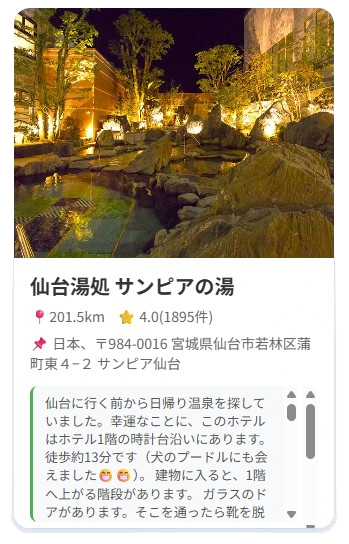 仙台湯処 サンピアの湯
📍201.5km ⭐ 4.0(1895件)
📌 日本、〒984-0016 宮城県仙台市若林区蒲
町東４−２ サンピア仙台
仙台に行く前から日帰り温泉を探して
いました。幸運なことに、このホテル
はホテル1階の時計台沿いにあります。
徒歩約13分です（犬のプードルにも会
えました😁😁）。 建物に入ると、1階
へ上がる階段があります。 ガラスのド
アがあります。そこを通ったら靴を脱